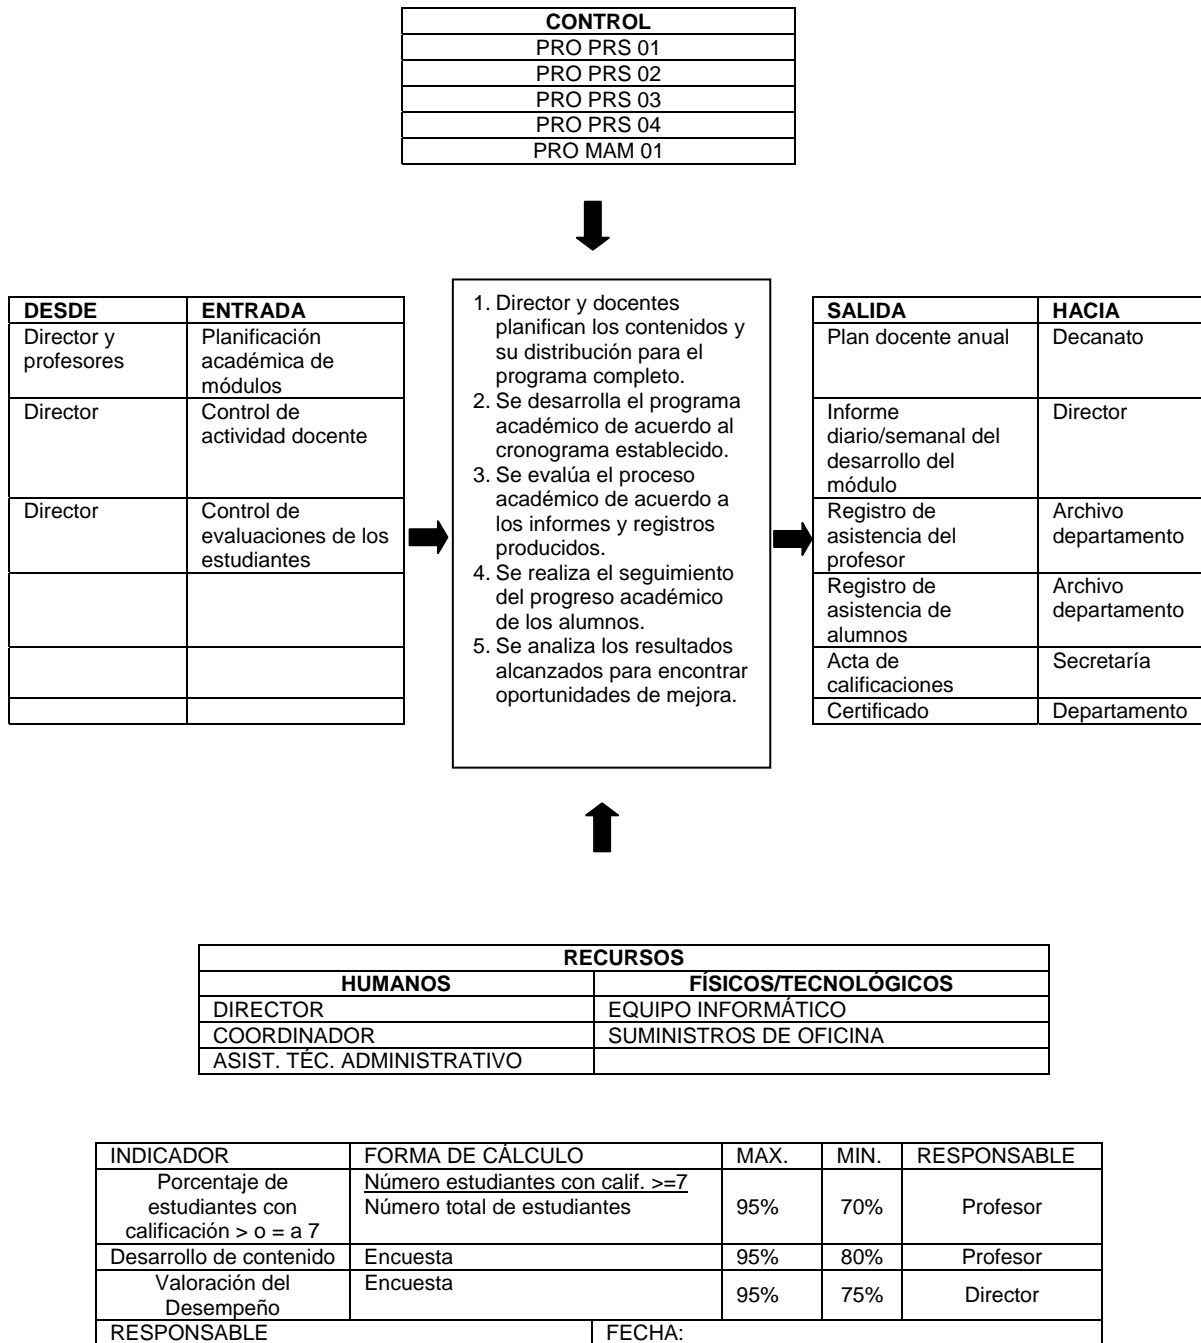 CONTROL
PRO PRS 01
PRO PRS 02
PRO PRS 03
PRO PRS 04
PRO MAM 01
DESDE ENTRADA
Director y profesores Planificación académica de módulos
Director Control de actividad docente
Director Control de evaluaciones de los estudiantes
1. Director y docentes
planifican los contenidos y
su distribución para el
programa completo.
2. Se desarrolla el programa
académico de acuerdo al
cronograma establecido.
3. Se evalúa el proceso
académico de acuerdo a
los informes y registros
producidos.
4. Se realiza el seguimiento
del progreso académico
de los alumnos.
5. Se analiza los resultados
alcanzados para encontrar
oportunidades de mejora.
SALIDA HACIA
Plan docente anual Decanato
Informe diario/semanal del desarrollo del módulo Director
Registro de asistencia del profesor Archivo departamento
Registro de asistencia de alumnos Archivo departamento
Acta de calificaciones Secretaría
Certificado Departamento
RECURSOS
HUMANOS FÍSICOS/TECNOLÓGICOS
DIRECTOR EQUIPO INFORMÁTICO
COORDINADOR SUMINISTROS DE OFICINA
ASIST. TÉC. ADMINISTRATIVO
INDICADOR FORMA DE CÁLCULO MAX. MIN. RESPONSABLE
Porcentaje de estudiantes con calificación > o = a 7 Número estudiantes con calif. >=7 Número total de estudiantes 95% 70% Profesor
Desarrollo de contenido Encuesta 95% 80% Profesor
Valoración del Desempeño Encuesta 95% 75% Director
RESPONSABLE FECHA: